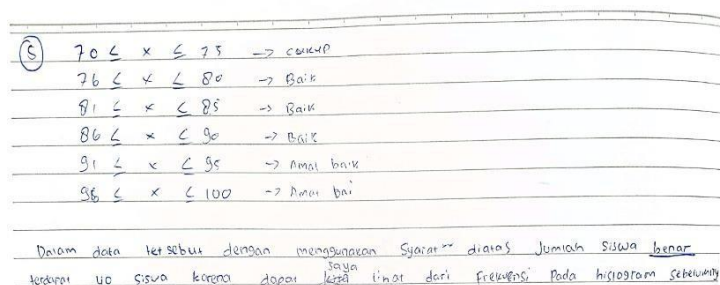 5 70 ≤ x ≤ 75 -> Cukup
76 ≤ x ≤ 80 -> Baik
81 ≤ x ≤ 85 -> Baik
86 ≤ x ≤ 90 -> Baik
91 ≤ x ≤ 95 -> Amat baik
96 ≤ x ≤ 100 -> Amat bai
Dalam data tersebut dengan menggunakan Syarat~ diatas Jumlah siswa benar
terdapat 40 siswa karena dapat saya lihat dari Frekuensi Pada histogram sebelumny